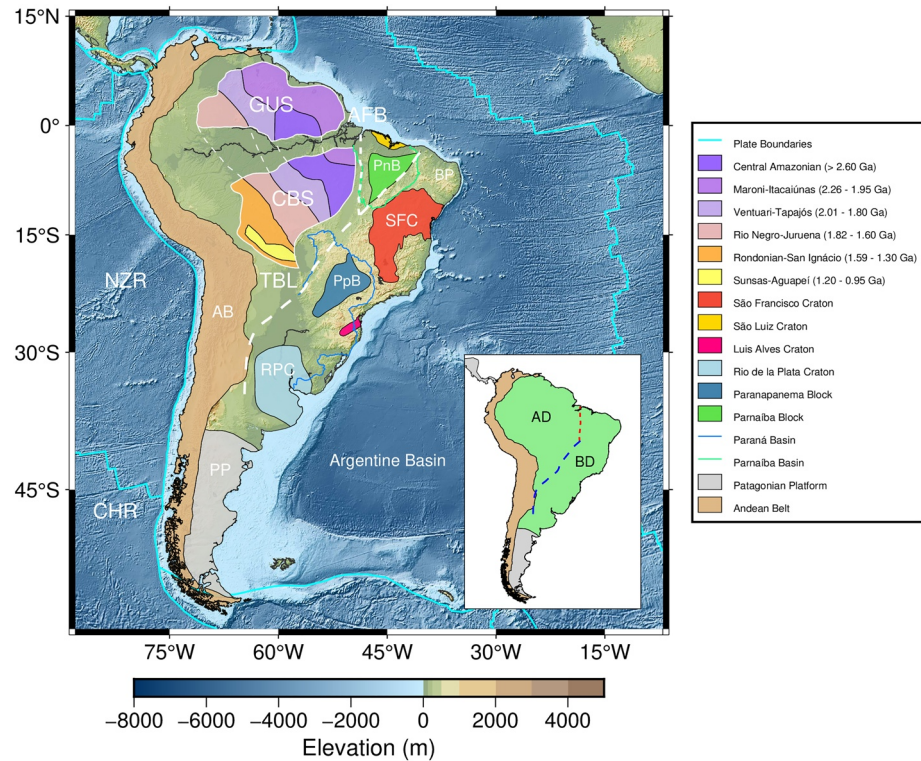 15°N
0°
15°S
30°S
45°S
75°W
60°W
45°W
30°W
15°W
GUS
AFB
PnB
BP
CBS
SFC
TBL
PpB
NZR
AB
RPC
PP
CHR
Argentine Basin
AD
BD
Plate Boundaries
Central Amazonian (> 2.60 Ga)
Maroni-Itacaiúnas (2.26 - 1.95 Ga)
Ventuari-Tapajós (2.01 - 1.80 Ga)
Rio Negro-Juruena (1.82 - 1.60 Ga)
Rondonian-San Ignácio (1.59 - 1.30 Ga)
Sunsas-Aguapeí (1.20 - 0.95 Ga)
São Francisco Craton
São Luiz Craton
Luis Alves Craton
Rio de la Plata Craton
Paranapanema Block
Parnaíba Block
Paraná Basin
Parnaíba Basin
Patagonian Platform
Andean Belt
−8000 −6000 −4000 −2000 0 2000 4000
Elevation (m)